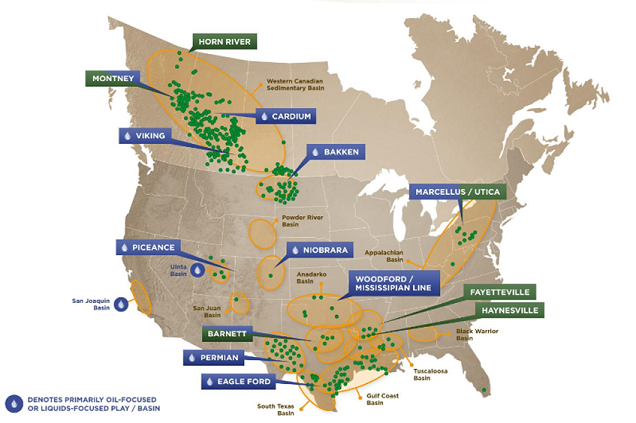 HORN RIVER
MONTNEY
Western Canadian
Sedimentary Basin
CARDIUM
VIKING
BAKKEN
MARCELLUS / UTICA
Powder River
Basin
PICEANCE
NIOBRARA
Appalachian
Basin
Uinta
Basin
Anadarko
Basin
WOODFORD /
MISSISSIPIAN LINE
San Joaquin
Basin
San Juan
Basin
FAYETTEVILLE
HAYNESVILLE
BARNETT
Black Warrior
Basin
PERMIAN
Tuscaloosa
Basin
EAGLE FORD
Gulf Coast
Basin
South Texas
Basin
DENOTES PRIMARILY OIL-FOCUSED
OR LIQUIDS-FOCUSED PLAY / BASIN